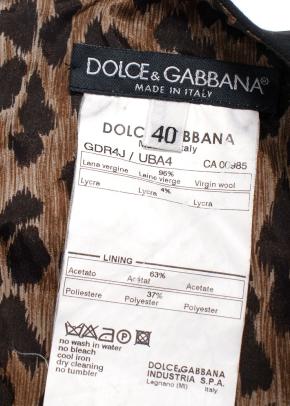 DOLCE & GABBANA®
MADE IN ITALY
40
DOLC BBANA
aly
GDR4J / UBA4 CA 00985
Lana vergine 96% Laine vierge Virgin wool
Lycra 4% Lycra Lycra
LINING
Acetato 63% Acétat Acetate
Poliestere 37% Polyester Polyester
no wash in water
no bleach
cool iron
dry cleaning
no tumbler
DOLCE&GABBANA
INDUSTRIA S.P.A.
Legnano (MI) Italy